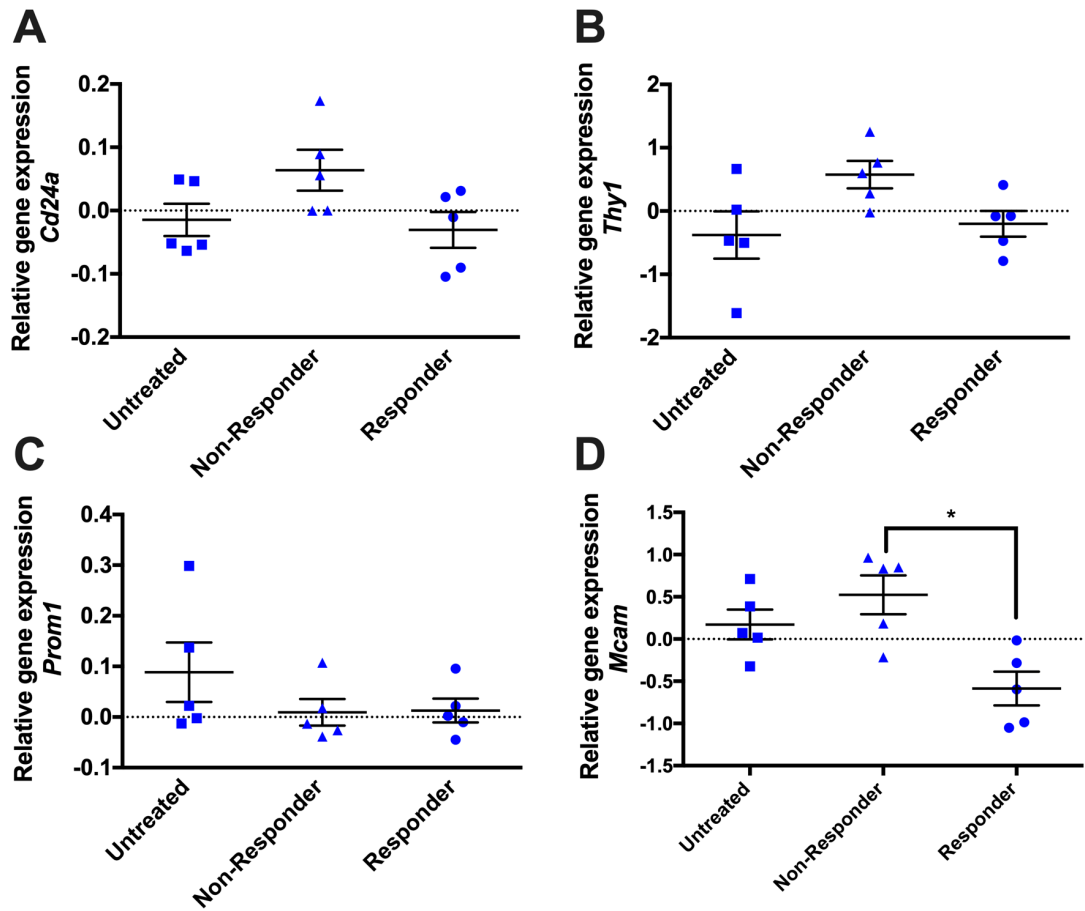 A
Relative gene expression
Cd24a
0.2
0.1
0.0
-0.1
-0.2
Untreated
Non-Responder
Responder
B
Relative gene expression
Thy1
2
1
0
-1
-2
Untreated
Non-Responder
Responder
C
Relative gene expression
Prom1
0.4
0.3
0.2
0.1
0.0
-0.1
Untreated
Non-Responder
Responder
D
Relative gene expression
Mcam
1.5
1.0
0.5
0.0
-0.5
-1.0
-1.5
*
Untreated
Non-Responder
Responder